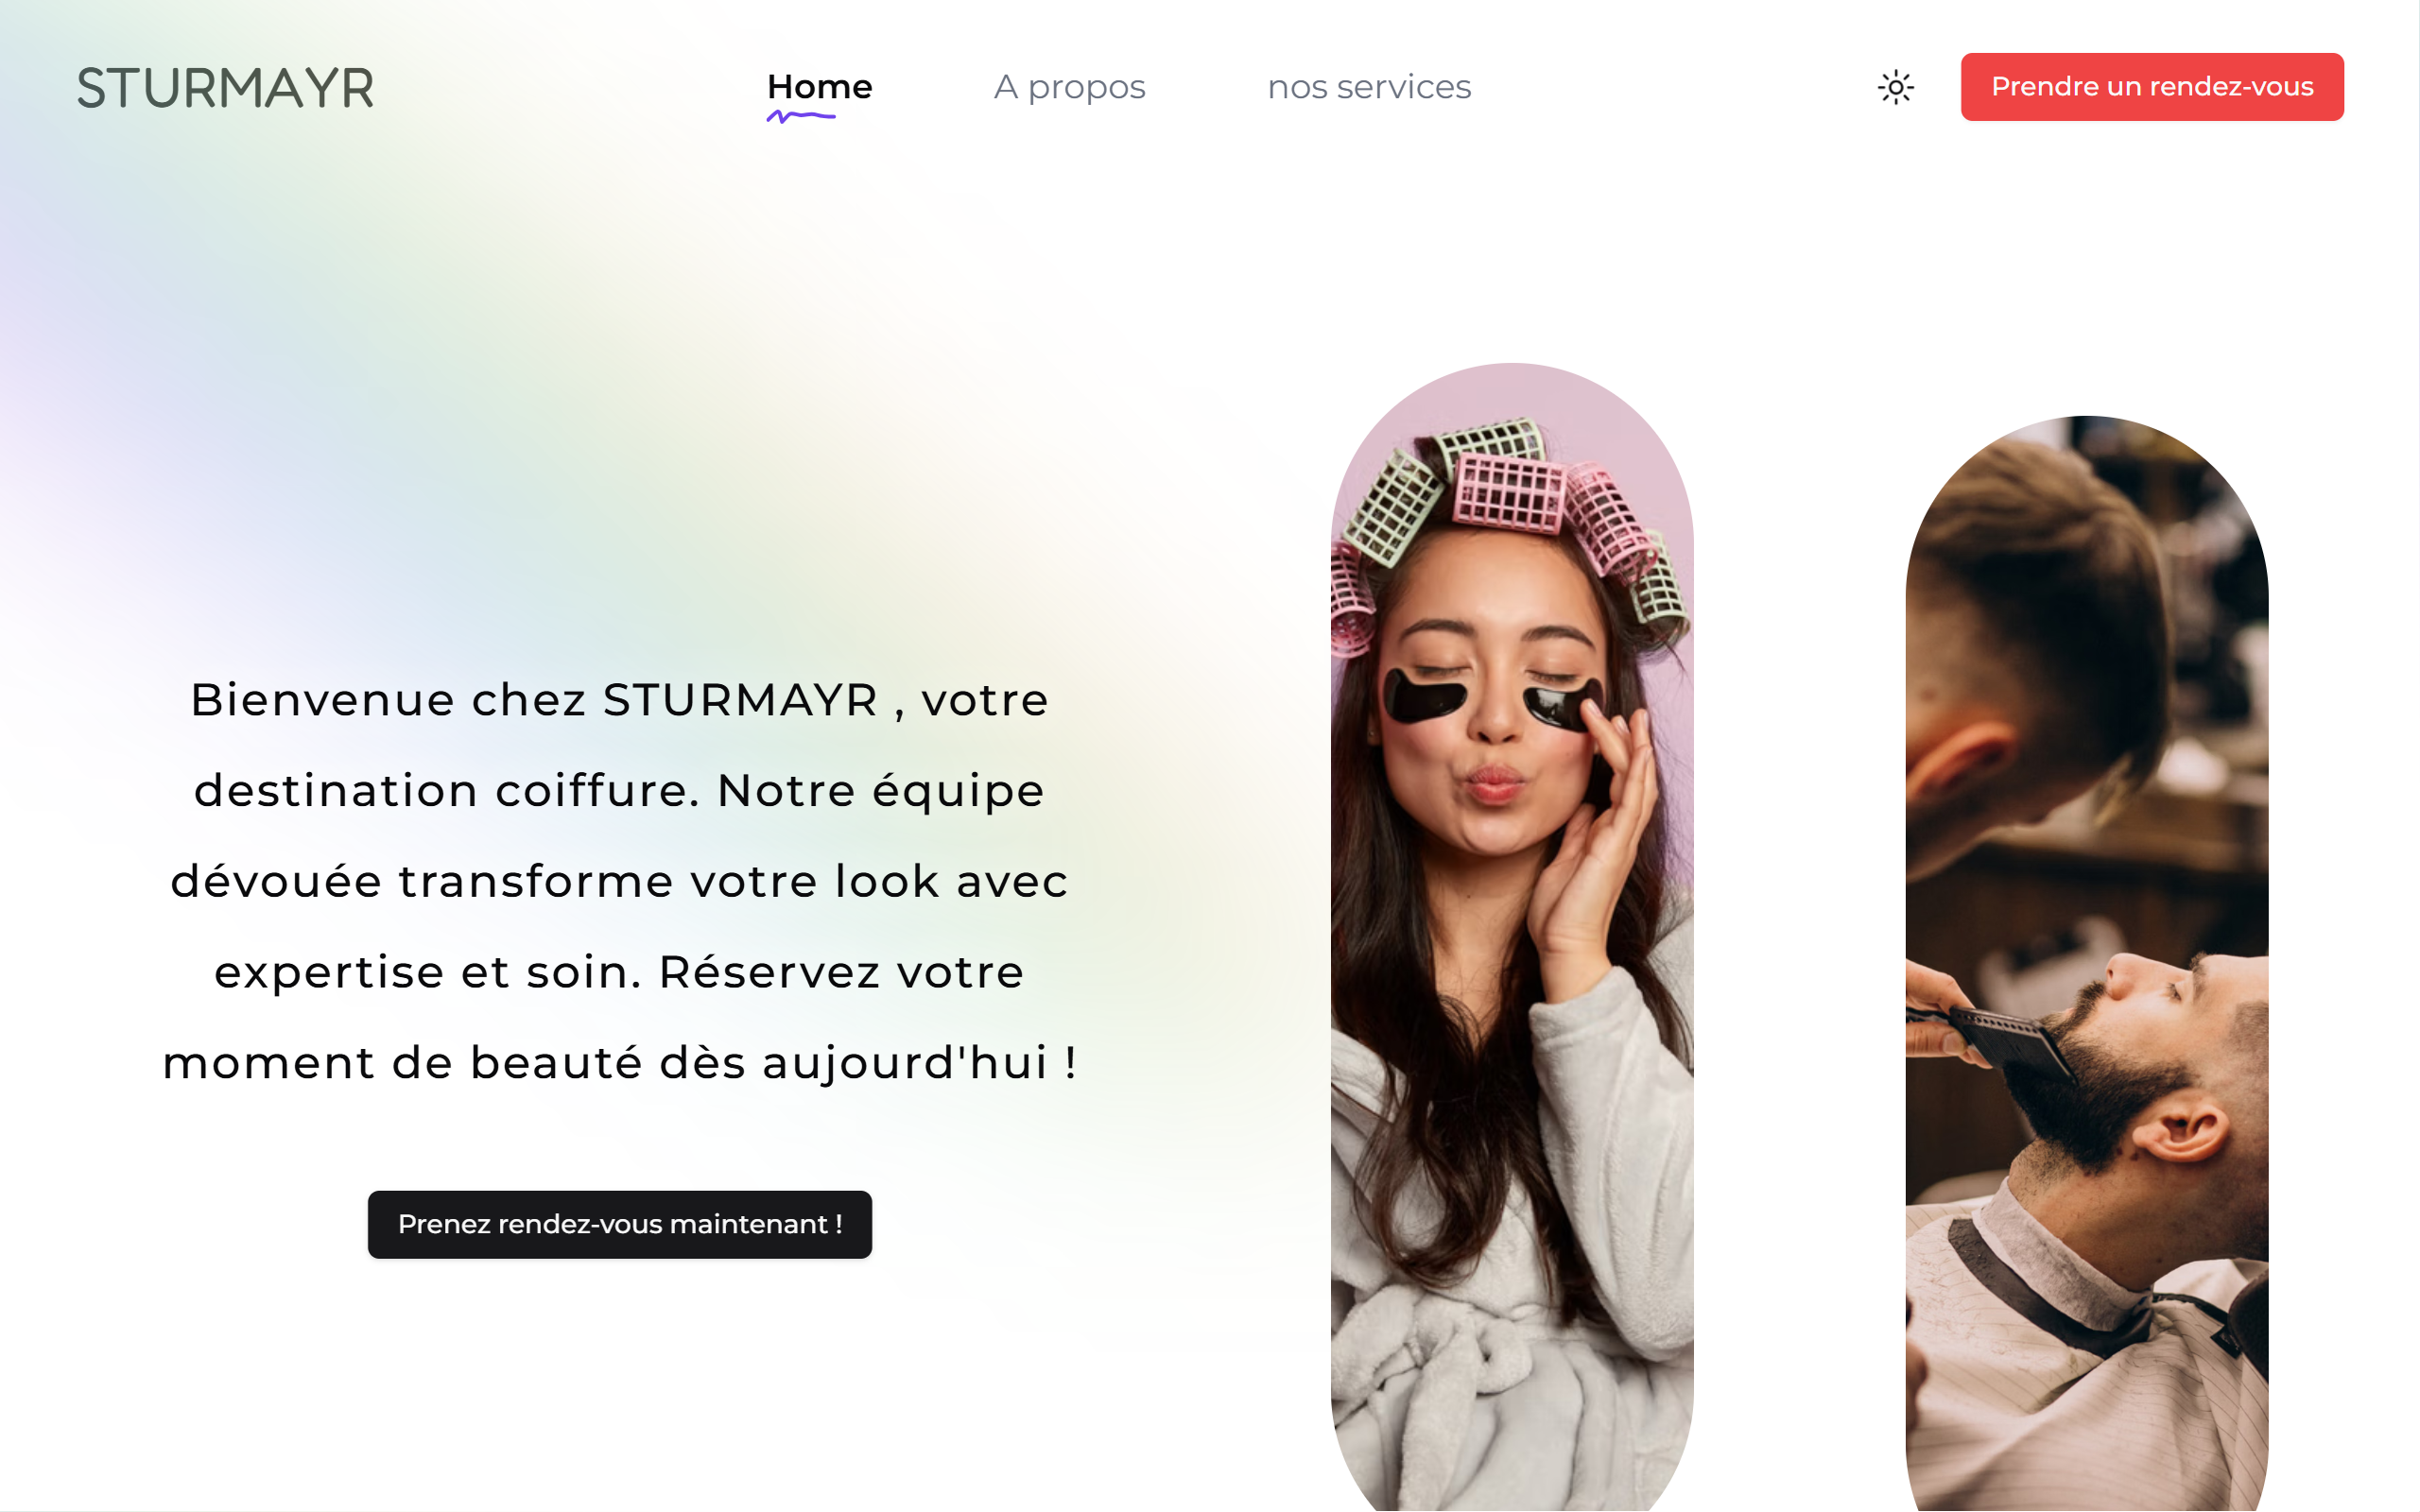 STURMAYR
Home
A propos
nos services
Prendre un rendez-vous
Bienvenue chez STURMAYR , votre
destination coiffure. Notre équipe
dévouée transforme votre look avec
expertise et soin. Réservez votre
moment de beauté dès aujourd'hui !
Prenez rendez-vous maintenant !